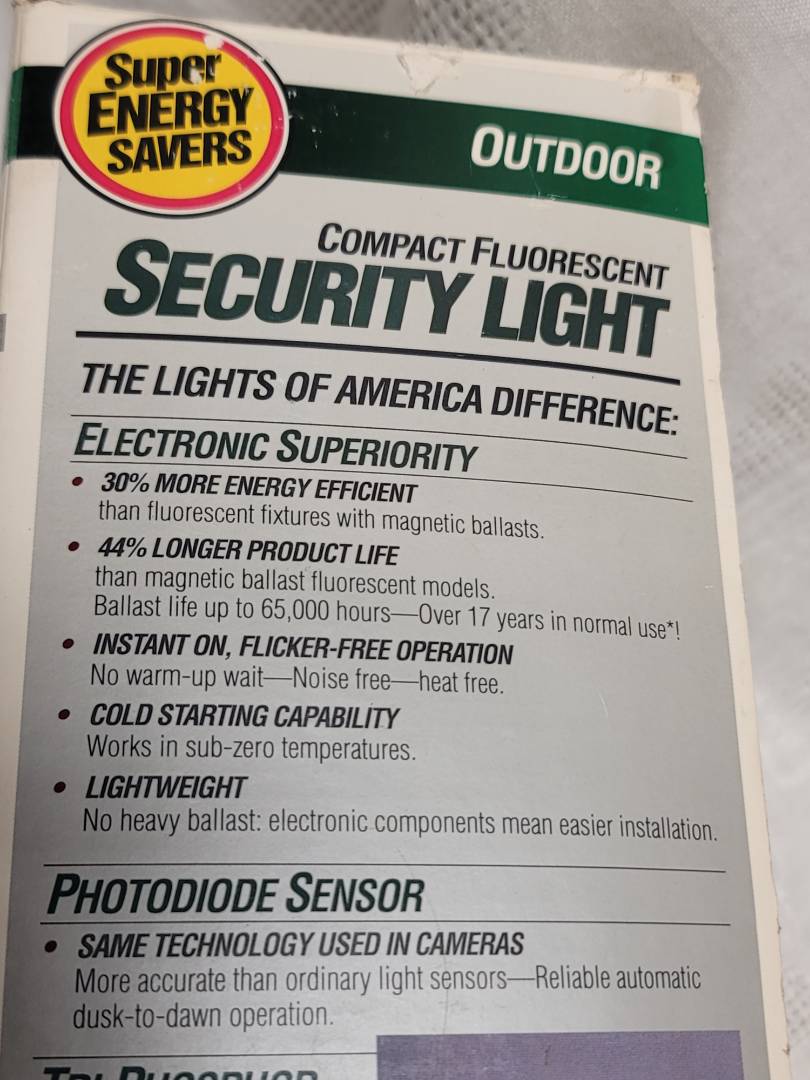 Super
ENERGY
SAVERS
OUTDOOR
COMPACT FLUORESCENT
SECURITY LIGHT
THE LIGHTS OF AMERICA DIFFERENCE:
ELECTRONIC SUPERIORITY
• 30% MORE ENERGY EFFICIENT
than fluorescent fixtures with magnetic ballasts.
• 44% LONGER PRODUCT LIFE
than magnetic ballast fluorescent models.
Ballast life up to 65,000 hours—Over 17 years in normal use*!
• INSTANT ON, FLICKER-FREE OPERATION
No warm-up wait—Noise free—heat free.
• COLD STARTING CAPABILITY
Works in sub-zero temperatures.
• LIGHTWEIGHT
No heavy ballast: electronic components mean easier installation.
PHOTODIODE SENSOR
• SAME TECHNOLOGY USED IN CAMERAS
More accurate than ordinary light sensors—Reliable automatic
dusk-to-dawn operation.
TRI-PHOSPHOR